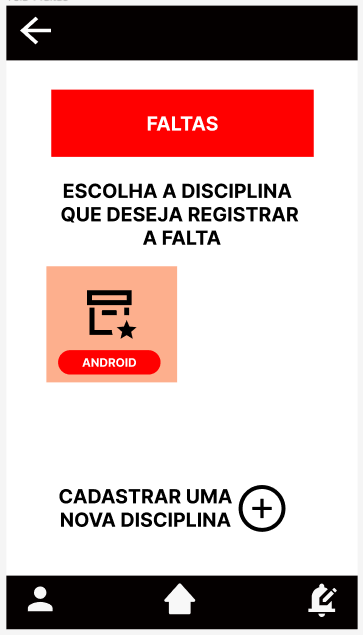 FALTAS
ESCOLHA A DISCIPLINA
QUE DESEJA REGISTRAR
A FALTA
ANDROID
CADASTRAR UMA
NOVA DISCIPLINA